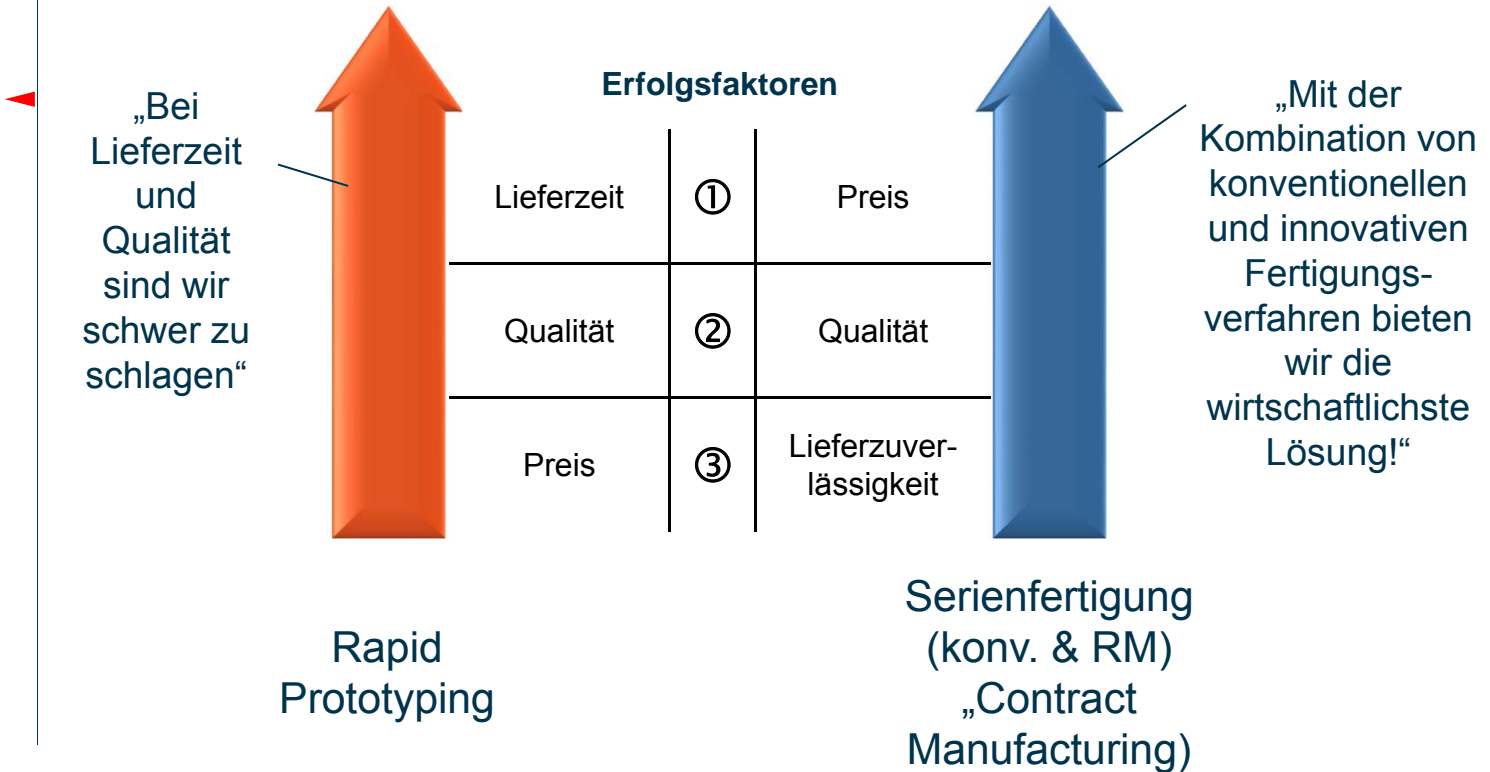 Erfolgsfaktoren
„Bei
Lieferzeit
und
Qualität
sind wir
schwer zu
schlagen“
Lieferzeit ① Preis
Qualität ② Qualität
Preis ③ Lieferzuver-
lässigkeit
„Mit der
Kombination von
konventionellen
und innovativen
Fertigungs-
verfahren bieten
wir die
wirtschaftlichste
Lösung!“
Rapid
Prototyping
Serienfertigung
(konv. & RM)
„Contract
Manufacturing)